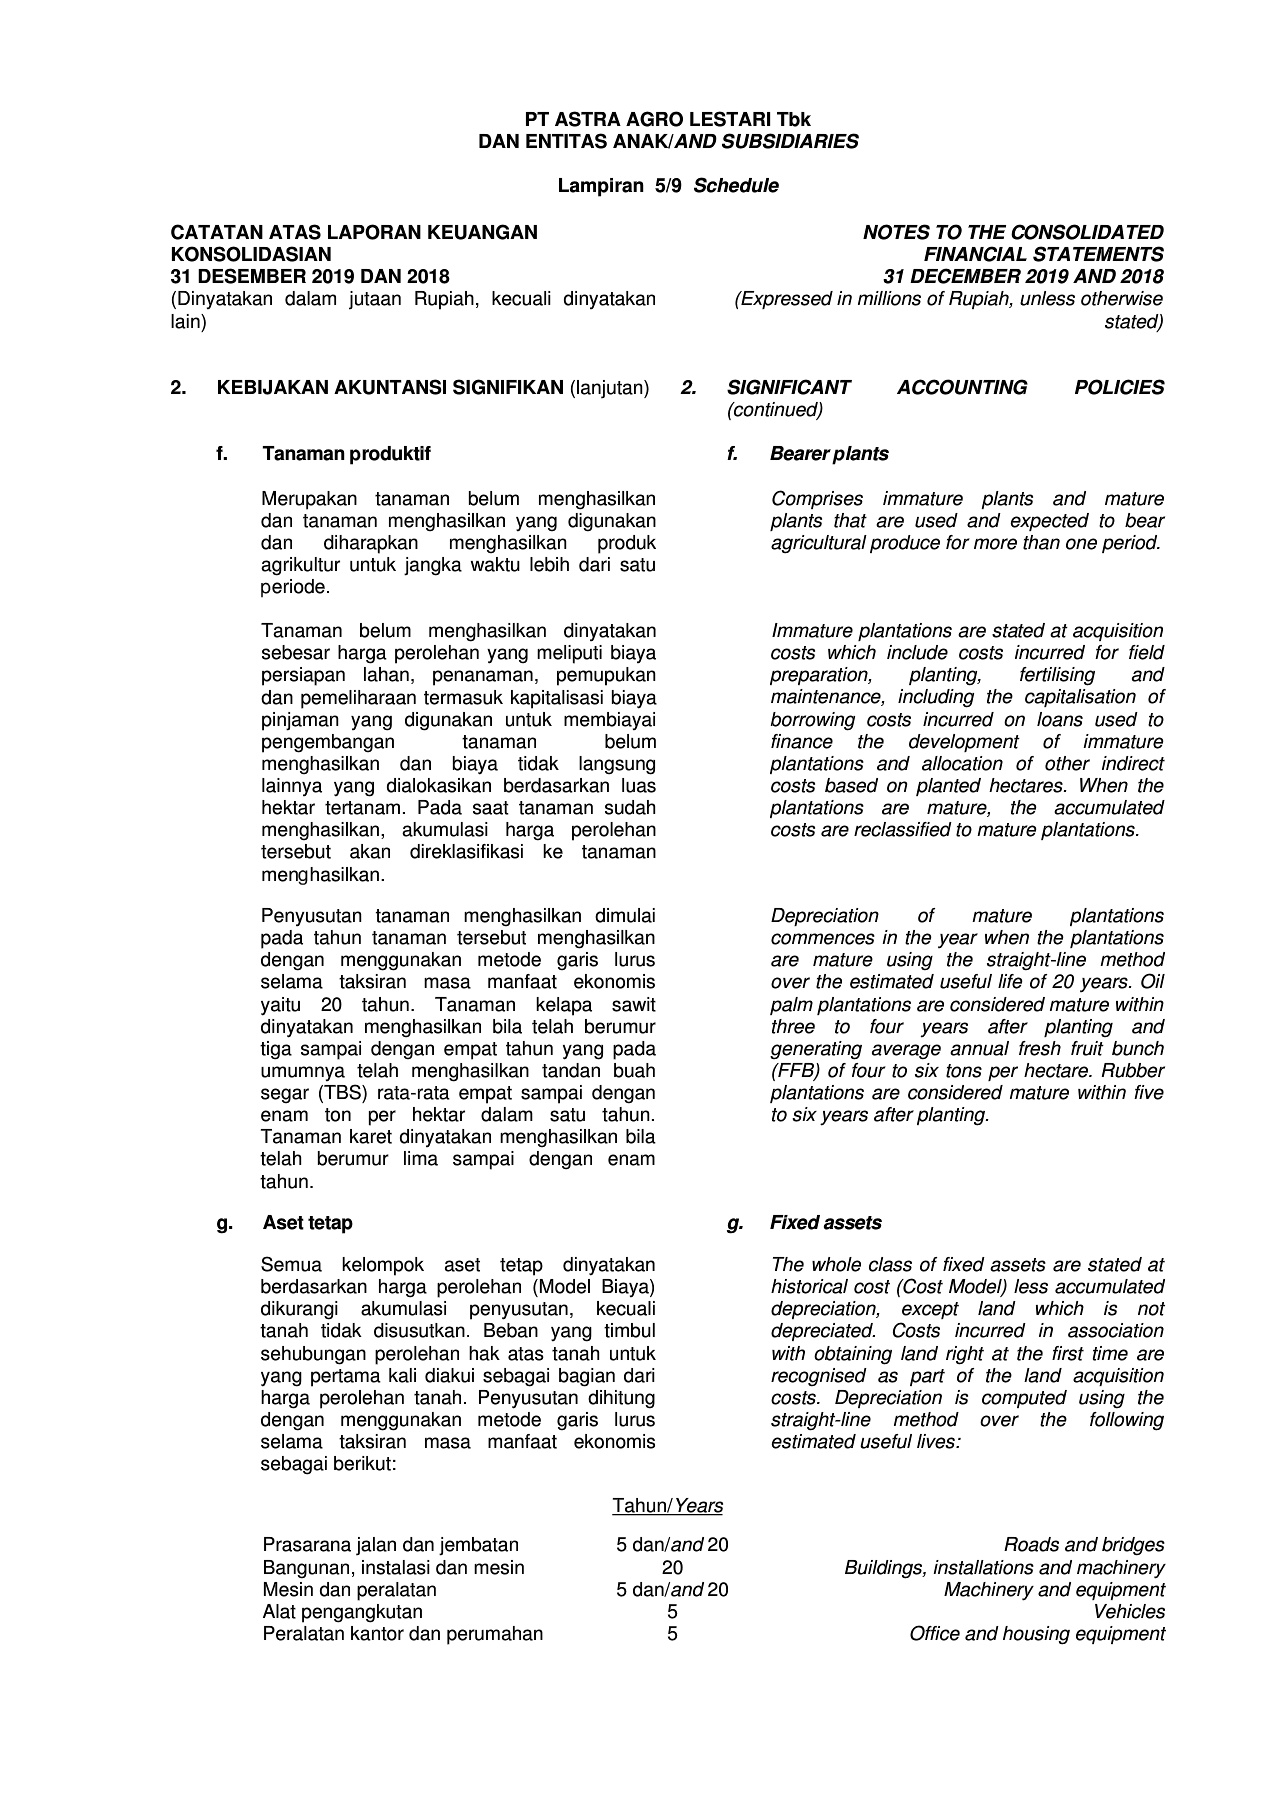 PT ASTRA AGRO LESTARI Tbk
DAN ENTITAS ANAK/AND SUBSIDIARIES
Lampiran 5/9 Schedule
CATATAN ATAS LAPORAN KEUANGAN
KONSOLIDASIAN
31 DESEMBER 2019 DAN 2018
(Dinyatakan dalam jutaan Rupiah, kecuali dinyatakan
lain)
NOTES TO THE CONSOLIDATED
FINANCIAL STATEMENTS
31 DECEMBER 2019 AND 2018
(Expressed in millions of Rupiah, unless otherwise
stated)
2. KEBIJAKAN AKUNTANSI SIGNIFIKAN (lanjutan)
2. SIGNIFICANT ACCOUNTING POLICIES
(continued)
f. Tanaman produktif
Merupakan tanaman belum menghasilkan
dan tanaman menghasilkan yang digunakan
dan diharapkan menghasilkan produk
agrikultur untuk jangka waktu lebih dari satu
periode.
f. Bearer plants
Comprises immature plants and mature
plants that are used and expected to bear
agricultural produce for more than one period.
Tanaman belum menghasilkan dinyatakan
sebesar harga perolehan yang meliputi biaya
persiapan lahan, penanaman, pemupukan
dan pemeliharaan termasuk kapitalisasi biaya
pinjaman yang digunakan untuk membiayai
pengembangan tanaman belum
menghasilkan dan biaya tidak langsung
lainnya yang dialokasikan berdasarkan luas
hektar tertanam. Pada saat tanaman sudah
menghasilkan, akumulasi harga perolehan
tersebut akan direklasifikasi ke tanaman
menghasilkan.
Immature plantations are stated at acquisition
costs which include costs incurred for field
preparation, planting, fertilising and
maintenance, including the capitalisation of
borrowing costs incurred on loans used to
finance the development of immature
plantations and allocation of other indirect
costs based on planted hectares. When the
plantations are mature, the accumulated
costs are reclassified to mature plantations.
Penyusutan tanaman menghasilkan dimulai
pada tahun tanaman tersebut menghasilkan
dengan menggunakan metode garis lurus
selama taksiran masa manfaat ekonomis
yaitu 20 tahun. Tanaman kelapa sawit
dinyatakan menghasilkan bila telah berumur
tiga sampai dengan empat tahun yang pada
umumnya telah menghasilkan tandan buah
segar (TBS) rata-rata empat sampai dengan
enam ton per hektar dalam satu tahun.
Tanaman karet dinyatakan menghasilkan bila
telah berumur lima sampai dengan enam
tahun.
Depreciation of mature plantations
commences in the year when the plantations
are mature using the straight-line method
over the estimated useful life of 20 years. Oil
palm plantations are considered mature within
three to four years after planting and
generating average annual fresh fruit bunch
(FFB) of four to six tons per hectare. Rubber
plantations are considered mature within five
to six years after planting.
g. Aset tetap
Semua kelompok aset tetap dinyatakan
berdasarkan harga perolehan (Model Biaya)
dikurangi akumulasi penyusutan, kecuali
tanah tidak disusutkan. Beban yang timbul
sehubungan perolehan hak atas tanah untuk
yang pertama kali diakui sebagai bagian dari
harga perolehan tanah. Penyusutan dihitung
dengan menggunakan metode garis lurus
selama taksiran masa manfaat ekonomis
sebagai berikut:
g. Fixed assets
The whole class of fixed assets are stated at
historical cost (Cost Model) less accumulated
depreciation, except land which is not
depreciated. Costs incurred in association
with obtaining land right at the first time are
recognised as part of the land acquisition
costs. Depreciation is computed using the
straight-line method over the following
estimated useful lives:
Tahun/Years
Prasarana jalan dan jembatan 5 dan/and 20 Roads and bridges
Bangunan, instalasi dan mesin 20 Buildings, installations and machinery
Mesin dan peralatan 5 dan/and 20 Machinery and equipment
Alat pengangkutan 5 Vehicles
Peralatan kantor dan perumahan 5 Office and housing equipment